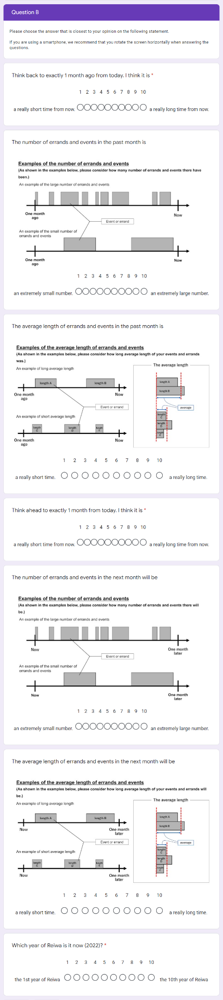 Question B
Please choose the answer that is closest to your opinion on the following statement.
If you are using a smartphone, we recommend that you rotate the screen horizontally when answering the
questions.
Think back to exactly 1 month ago from today. I think it is *
1 2 3 4 5 6 7 8 9 10
a really short time from now.
a really long time from now.
The number of errands and events in the past month is
Examples of the number of errands and events
(As shown in the examples below, please consider how many number of errands and events there have
been.)
An example of the large number of errands and events
One month
ago
Now
Event or errand
An example of the small number of
errands and events
One month
ago
Now
1 2 3 4 5 6 7 8 9 10
an extremely small number.
an extremely large number.
The average length of errands and events in the past month is
Examples of the average length of errands and events
(As shown in the examples below, please consider how long average length of your events and errands
was.)
An example of long average length
The average length
length A
length B
One month
ago
Now
length A
length B
Event or errand
average
An example of short average length
length
C
length
D
length
E
One month
ago
Now
length
C
length
D
length
E
1 2 3 4 5 6 7 8 9 10
a really short time.
a really long time.
Think ahead to exactly 1 month from today. I think it is *
1 2 3 4 5 6 7 8 9 10
a really short time from now.
a really long time from now.
The number of errands and events in the next month will be
Examples of the number of errands and events
(As shown in the examples below, please consider how many number of errands and events there will
be.)
An example of the large number of errands and events
Now
One month
later
Event or errand
An example of the small number of
errands and events
Now
One month
later
1 2 3 4 5 6 7 8 9 10
an extremely small number.
an extremely large number.
The average length of errands and events in the next month will be
Examples of the average length of errands and events
(As shown in the examples below, please consider how long average length of your events and errands will
be.)
An example of long average length
The average length
length A
length B
Now
One month
later
length A
length B
Event or errand
average
An example of short average length
length
C
length
D
length
E
Now
One month
later
length
C
length
D
length
E
1 2 3 4 5 6 7 8 9 10
a really short time.
a really long time.
Which year of Reiwa is it now (2022)? *
1 2 3 4 5 6 7 8 9 10
the 1st year of Reiwa
the 10th year of Reiwa